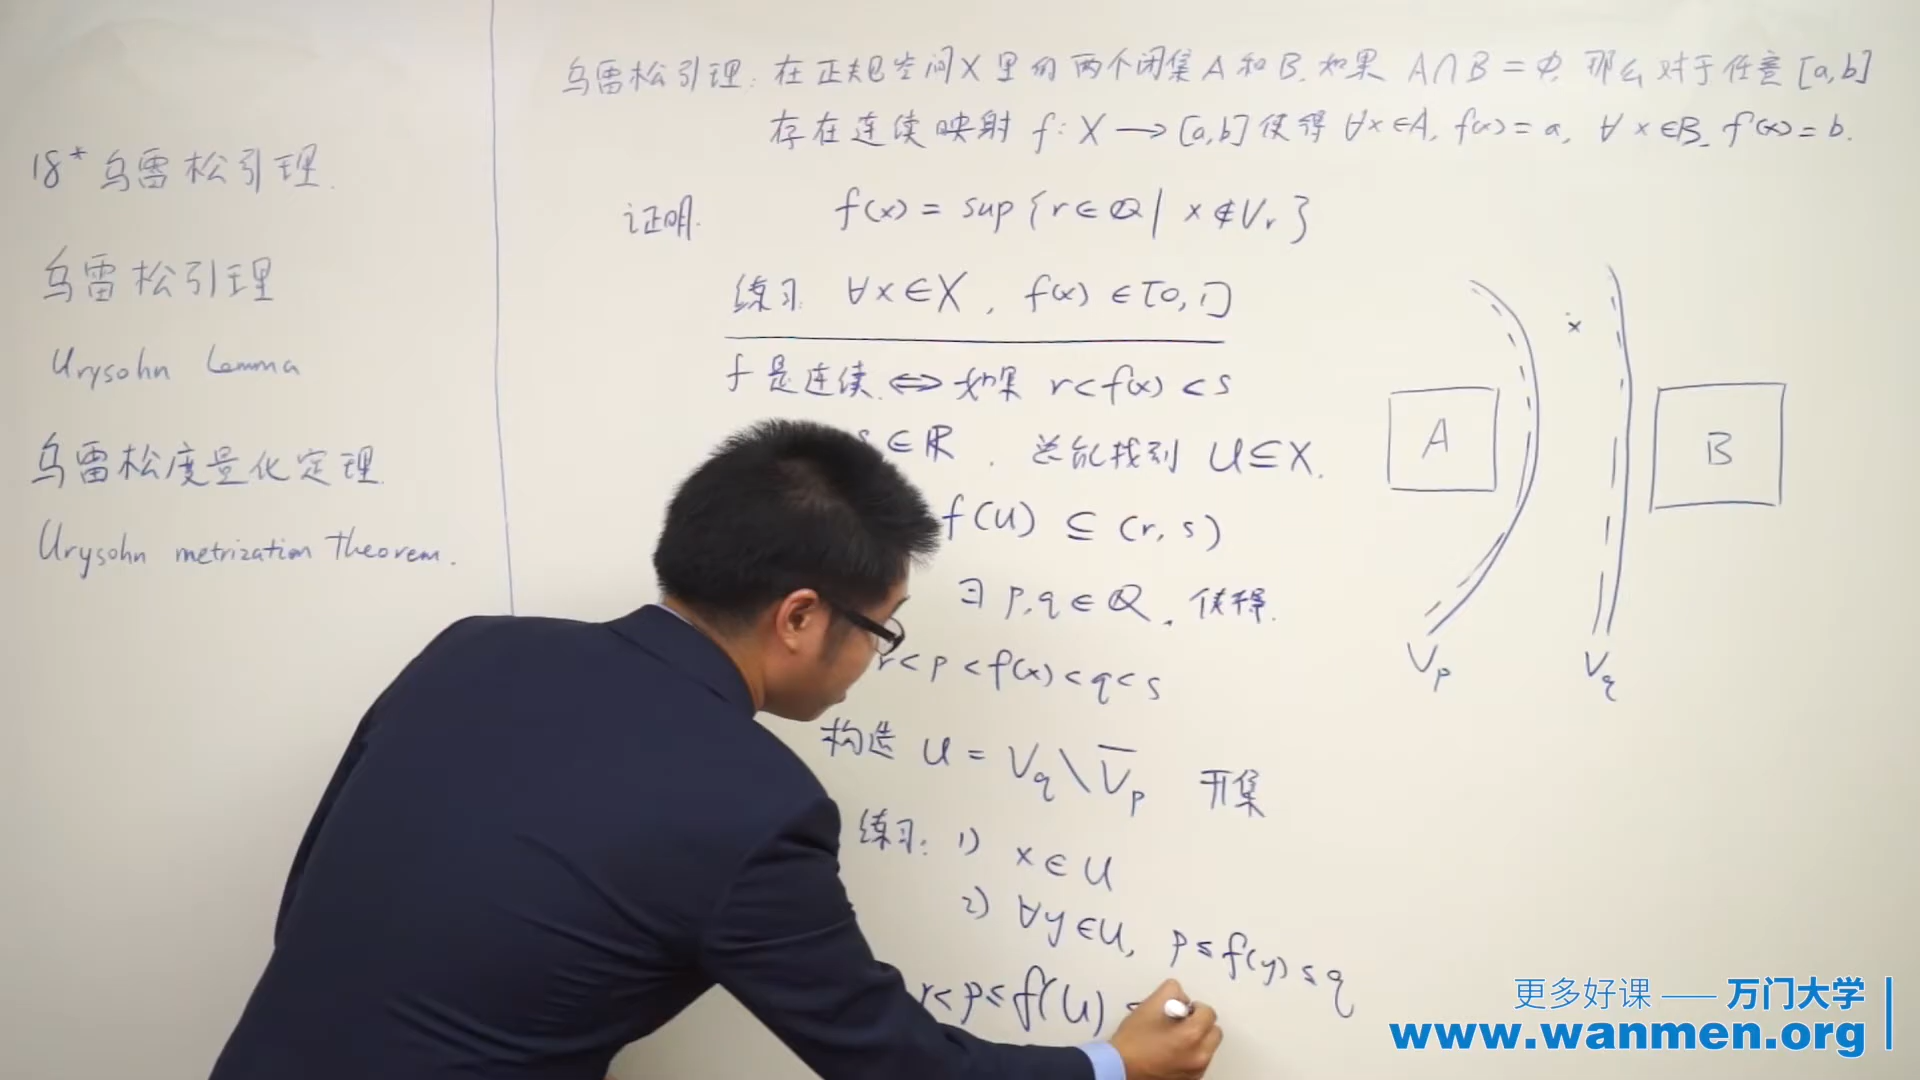 18* 乌雷松引理.
乌雷松引理
Urysohn Lemma
乌雷松度量化定理.
Urysohn metrization Theorem.
乌雷松引理: 在正规空间X里的两个闭集A和B. 如果 A∩B=∅, 那么对于任意[a,b]
存在连续映射 f: X → [a,b] 使得 ∀x∈A, f(x)=a, ∀x∈B, f(x)=b.
证明. f(x) = sup {r∈ℚ | x∉Vr}
练习: ∀x∈X, f(x)∈[0,1]
f是连续 ⇔ 如果 r<f(x)<s
s∈ℝ, 总能找到 U⊆X.
f(U) ⊆ (r, s)
∃ p,q∈ℚ, 使得.
r<p<f(x)<q<s
构造 U = Vq \ V̅p 开集
练习: 1) x∈U
2) ∀y∈U, p≤f(y)≤q
r<p≤f(U)
x
A
B
Vp
Vq
更多好课 —— 万门大学
www.wanmen.org